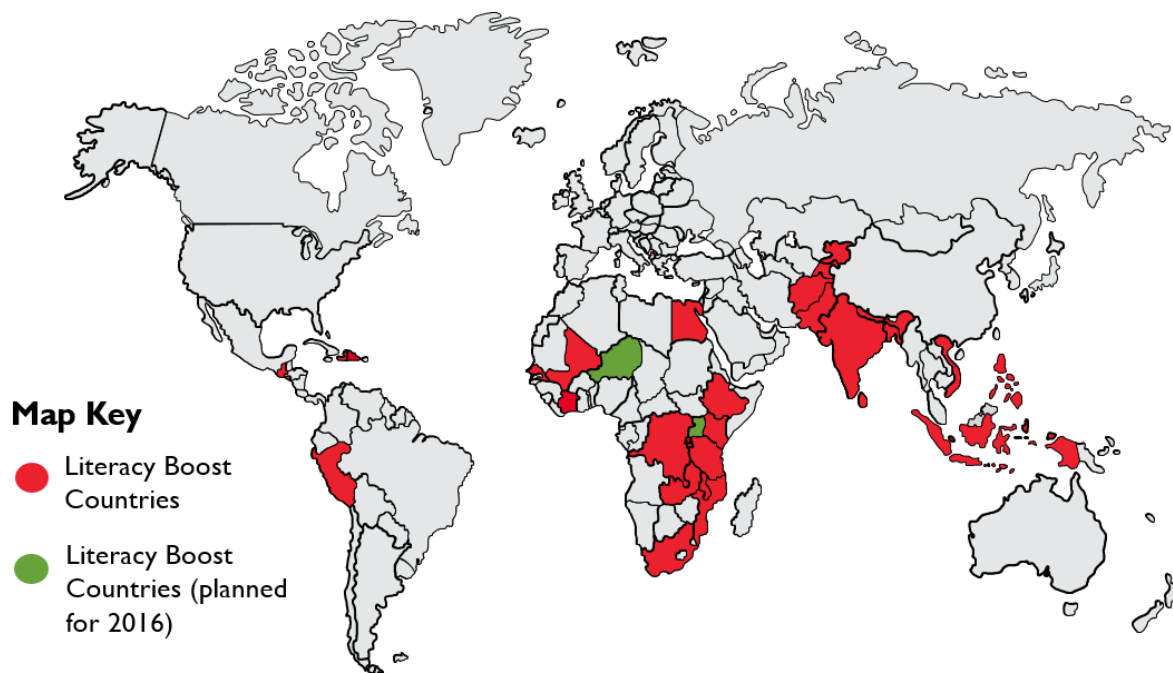 Map Key
Literacy Boost
Countries
Literacy Boost
Countries (planned
for 2016)